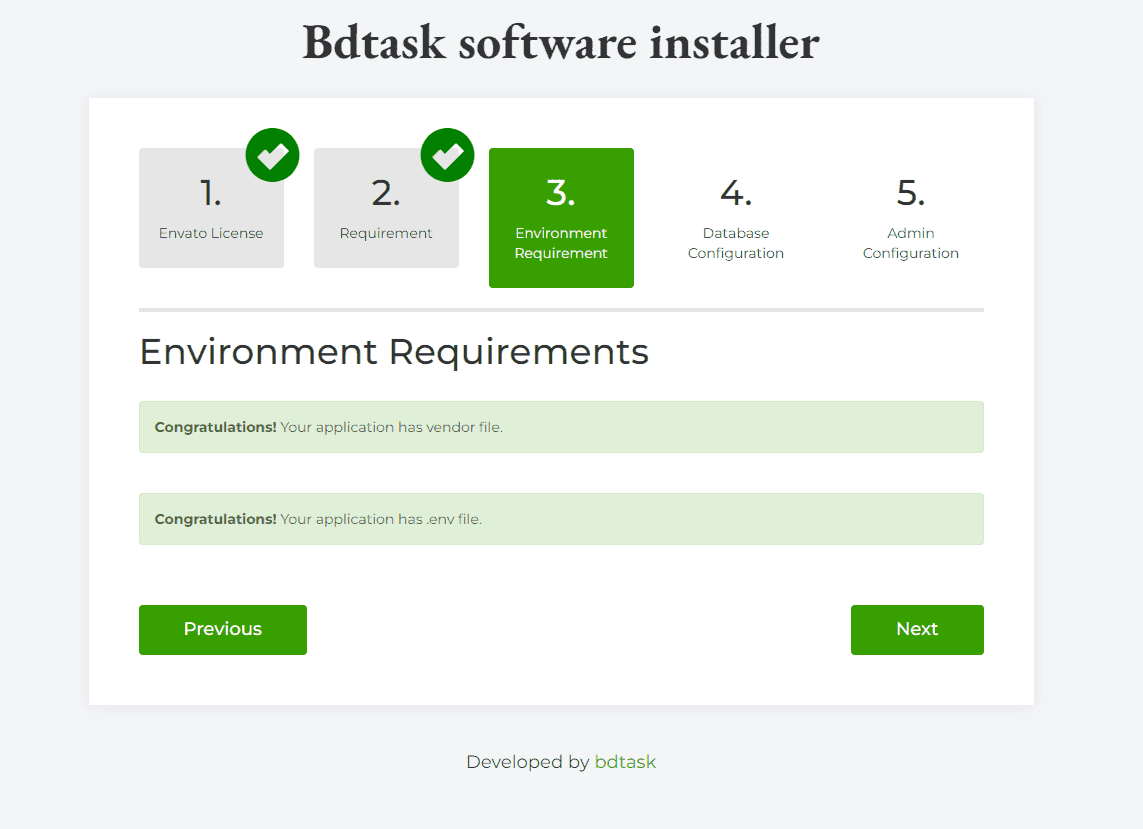 Bdtask software installer
1.
Envato License
2.
Requirement
3.
Environment
Requirement
4.
Database
Configuration
5.
Admin
Configuration
Environment Requirements
Congratulations! Your application has vendor file.
Congratulations! Your application has .env file.
Previous
Next
Developed by bdtask